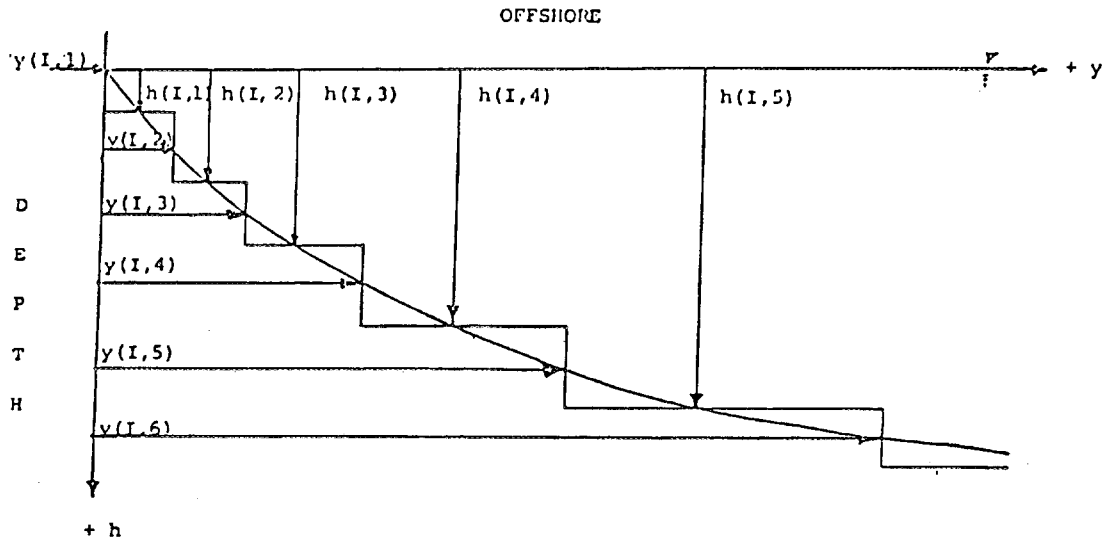 OFFSHORE
y(I,1)
+ y
h(I,1)
h(I,2)
h(I,3)
h(I,4)
h(I,5)
y(I,2)
D
y(I,3)
E
y(I,4)
P
T
y(I,5)
H
y(I,6)
+ h